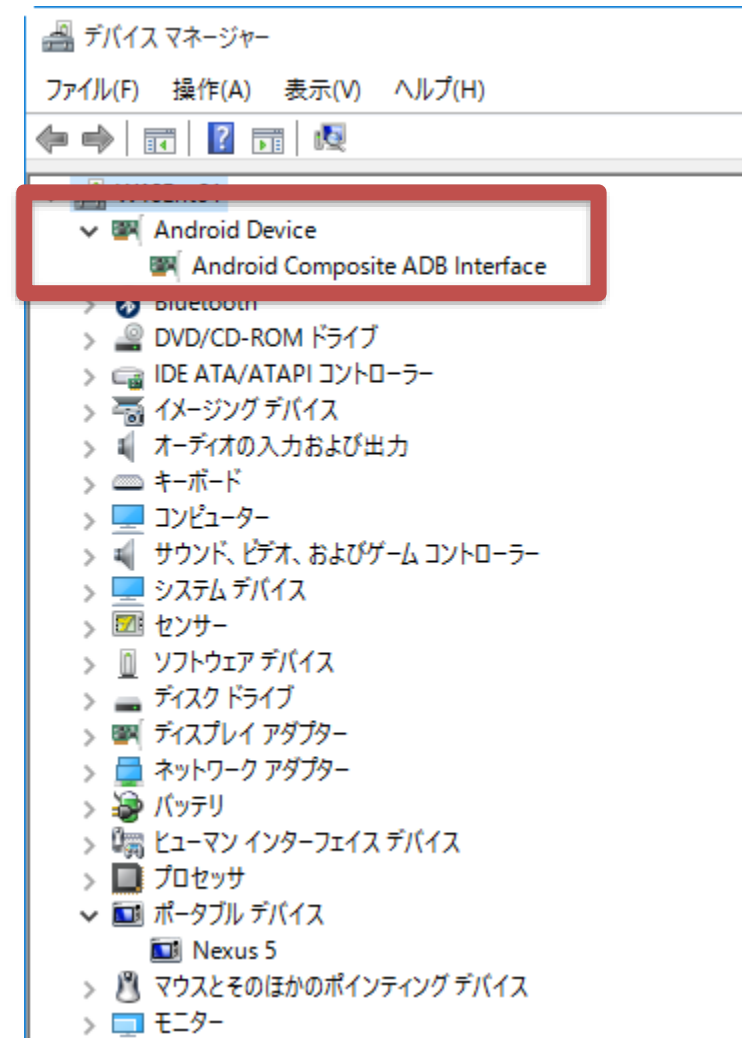 デバイス マネージャー
ファイル(F) 操作(A) 表示(V) ヘルプ(H)
Android Device
Android Composite ADB Interface
Bluetooth
DVD/CD-ROM ドライブ
IDE ATA/ATAPI コントローラー
イメージング デバイス
オーディオの入力および出力
キーボード
コンピューター
サウンド、ビデオ、およびゲーム コントローラー
システム デバイス
センサー
ソフトウェア デバイス
ディスク ドライブ
ディスプレイ アダプター
ネットワーク アダプター
バッテリ
ヒューマン インターフェイス デバイス
プロセッサ
ポータブル デバイス
Nexus 5
マウスとそのほかのポインティング デバイス
モニター